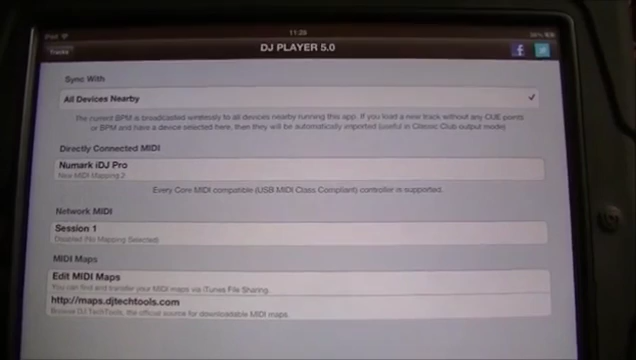 iPad
11:28
Tracks
DJ PLAYER 5.0
f
Sync With
All Devices Nearby
The current BPM is broadcasted wirelessly to all devices nearby running this app. If you load a new track without any CUE points
or BPM and have a device selected here, then they will be automatically imported (useful in Classic Club output mode)
Directly Connected MIDI
Numark iDJ Pro
New MIDI Mapping 2
Every Core MIDI compatible (USB MIDI Class Compliant) controller is supported.
Network MIDI
Session 1
Disabled (No Mapping Selected)
MIDI Maps
Edit MIDI Maps
You can find and transfer your MIDI maps via iTunes File Sharing.
http://maps.djtechtools.com
Browse DJ TechTools, the official source for downloadable MIDI maps.